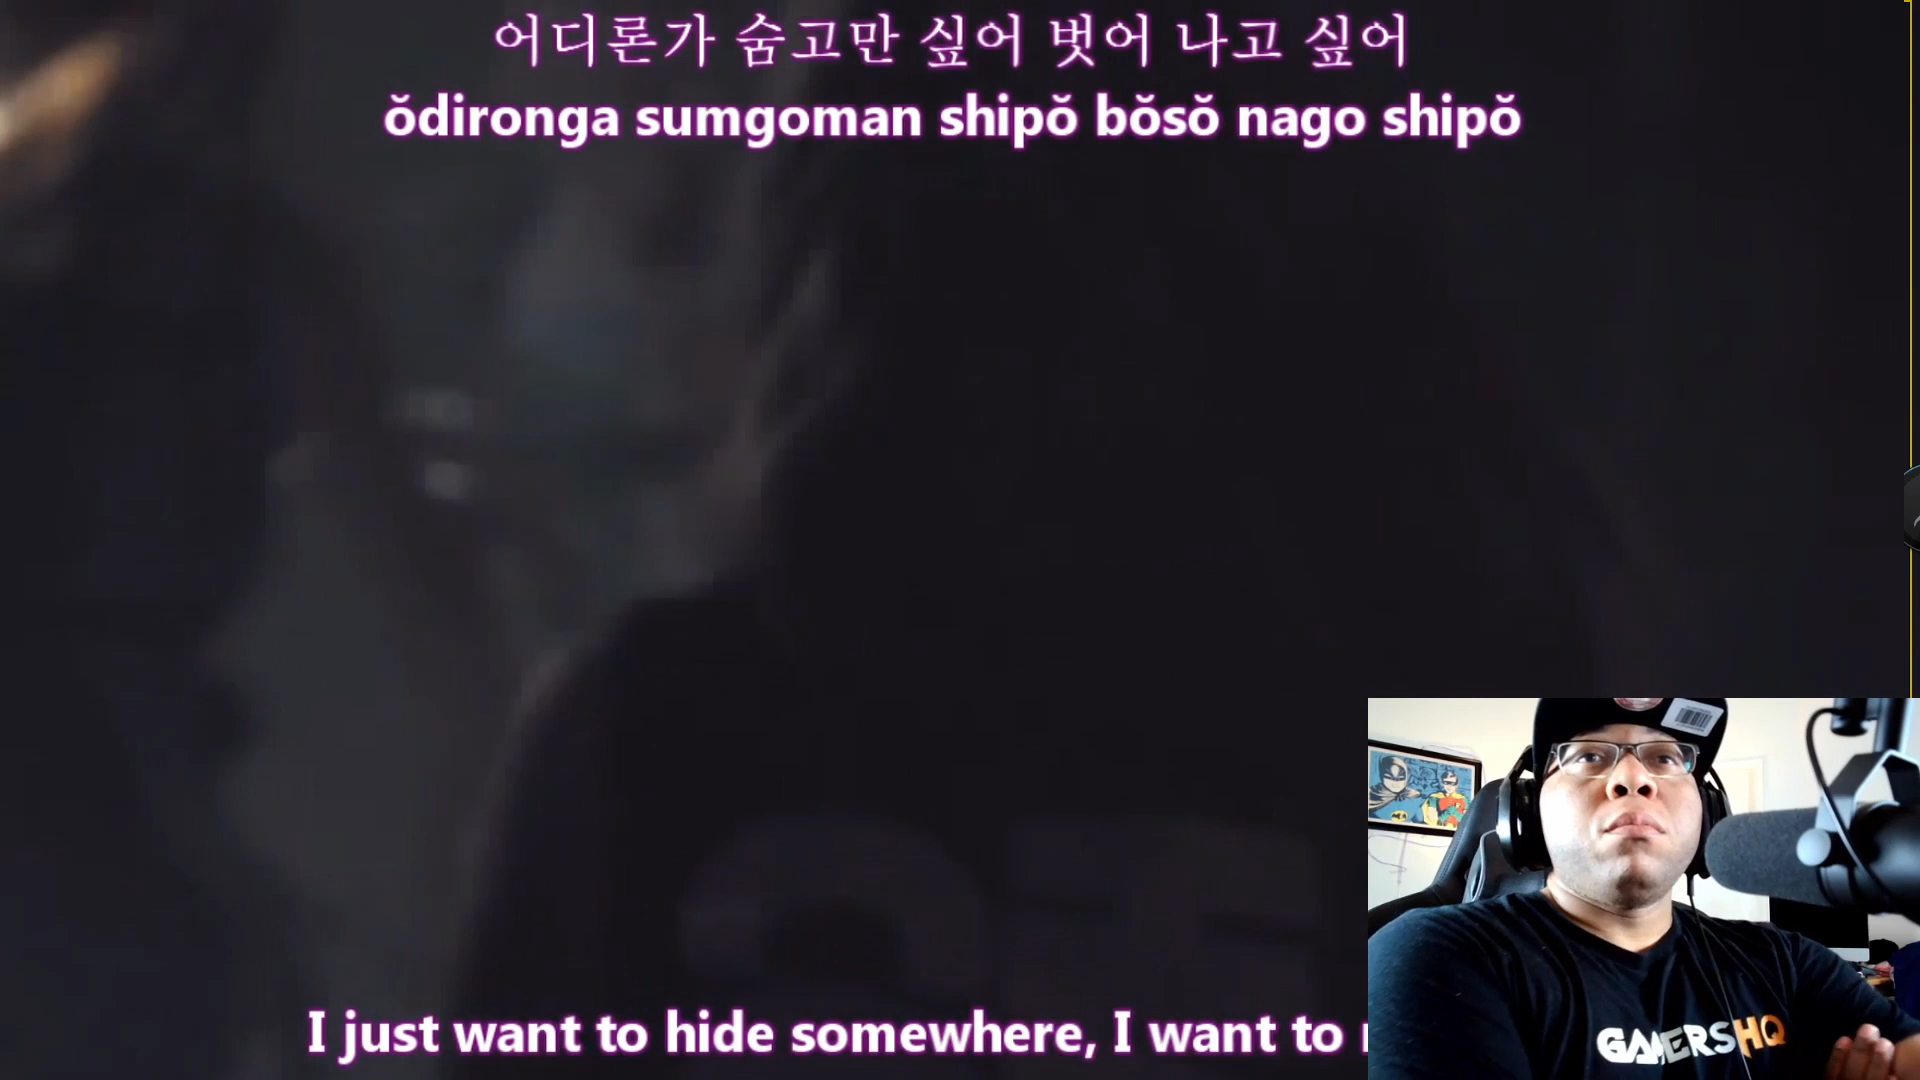 어디론가 숨고만 싶어 벗어 나고 싶어
ŏdironga sumgoman shipŏ bŏsŏ nago shipŏ
I just want to hide somewhere, I want to
GAMERSHQ